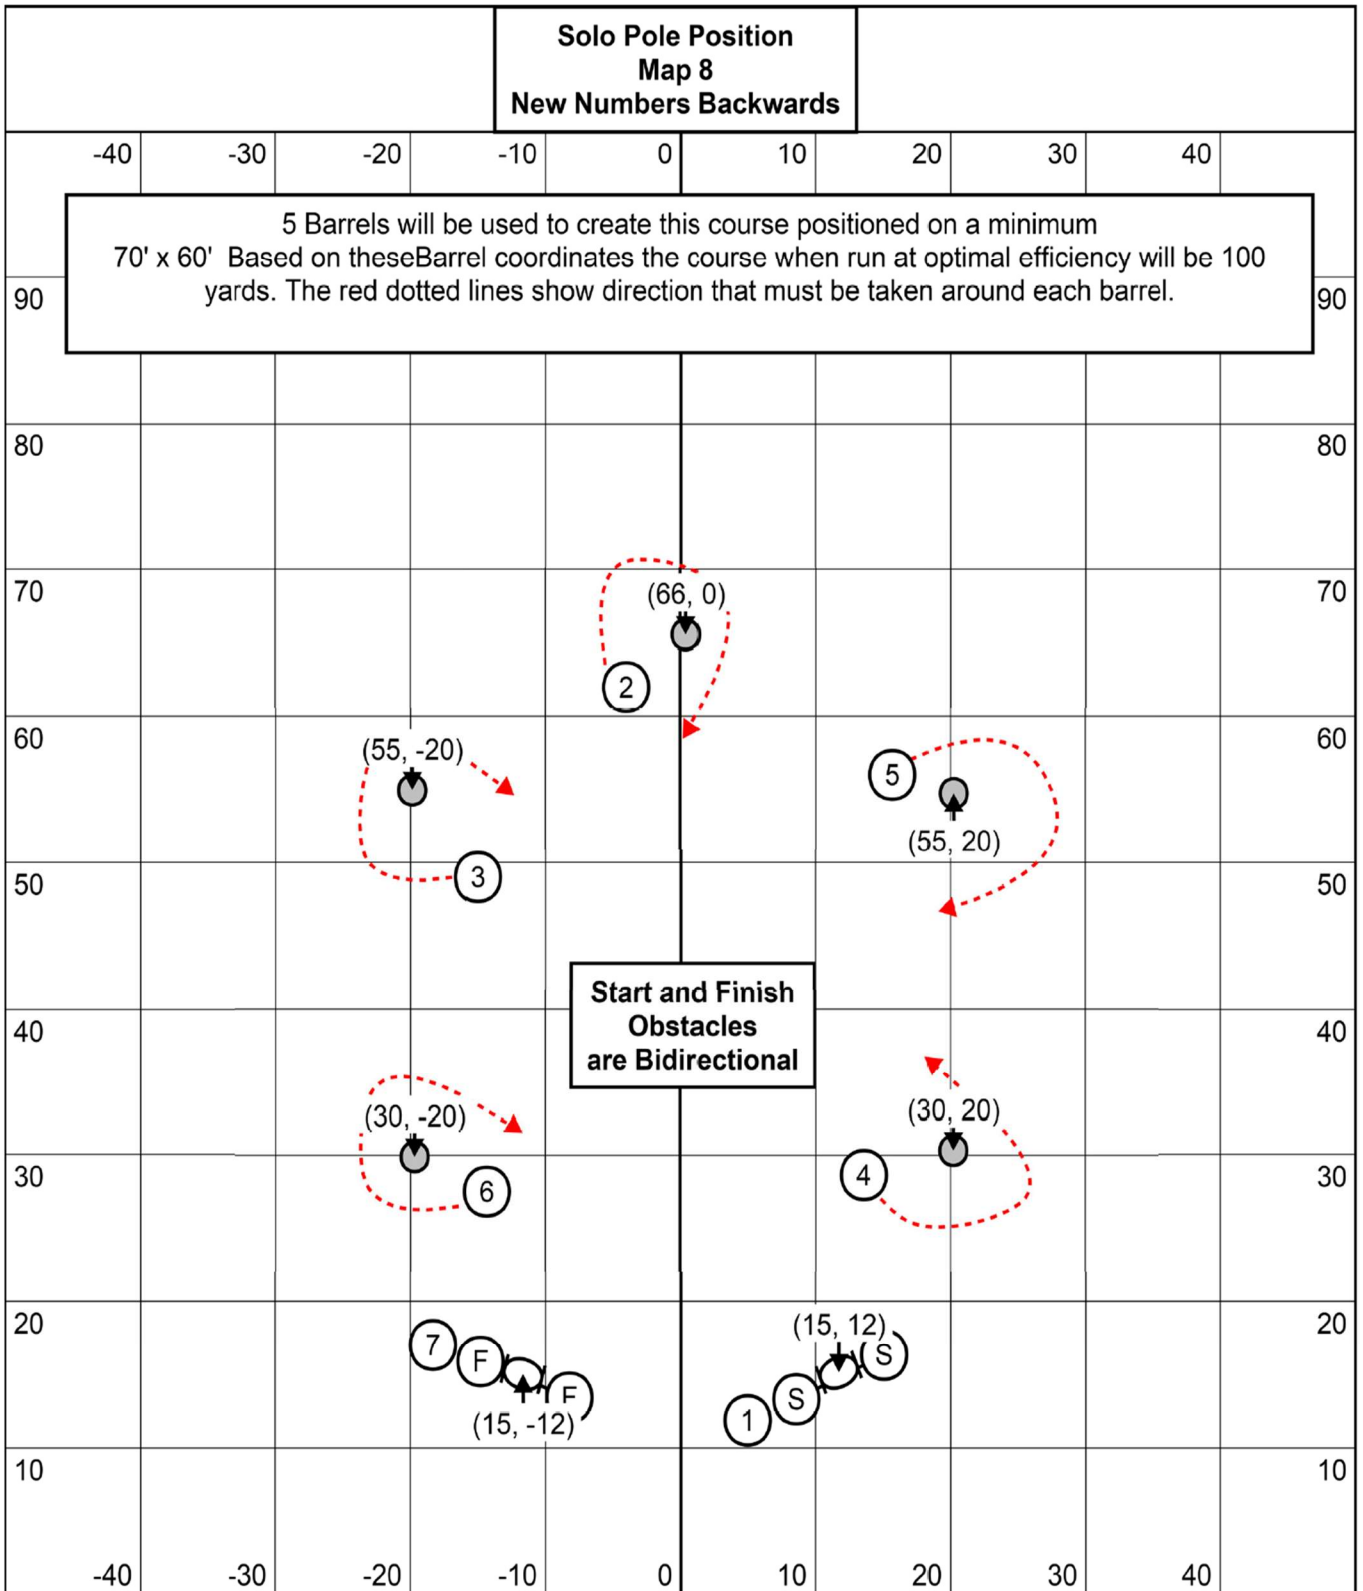 Solo Pole Position
Map 8
New Numbers Backwards
-40 -30 -20 -10 0 10 20 30 40
5 Barrels will be used to create this course positioned on a minimum
70' x 60'  Based on theseBarrel coordinates the course when run at optimal efficiency will be 100
yards. The red dotted lines show direction that must be taken around each barrel.
90 90
80 80
70 70
(66, 0)
2
60 60
(55, -20)
5
(55, 20)
3
50 50
Start and Finish
Obstacles
are Bidirectional
40 40
(30, -20) (30, 20)
4
30 30
6
20 20
(15, 12)
7 F F
S S 1
(15, -12)
10 10
-40 -30 -20 -10 0 10 20 30 40